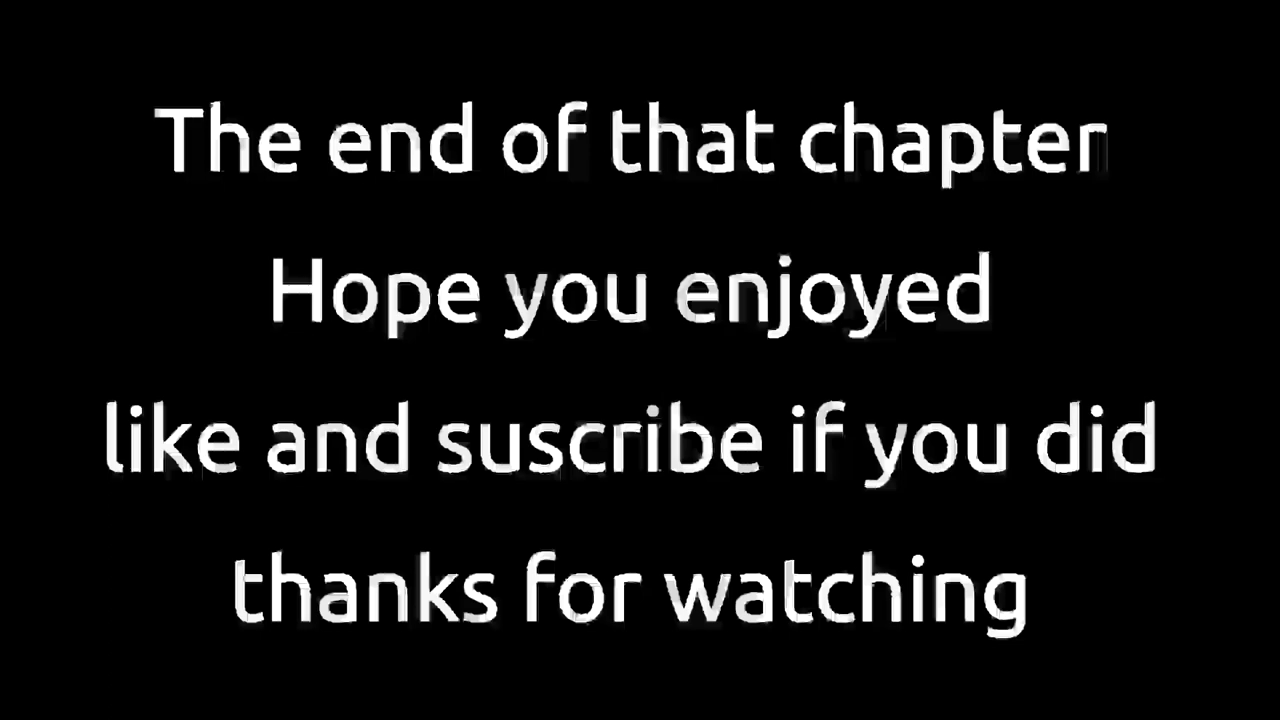 The end of that chapter
Hope you enjoyed
like and suscribe if you did
thanks for watching